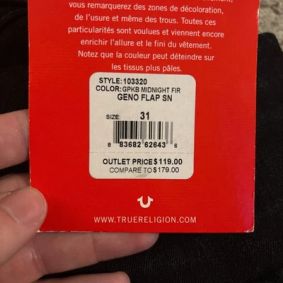 vous remarquerez des zones de décoloration,
de l'usure et même des trous. Toutes ces
particularités sont voulues et viennent encore
enrichir l'allure et le fini du vêtement.
Notez que la couleur peut déteindre sur
les tissus plus pâles.
STYLE:103320
COLOR:GPKB MIDNIGHT FIR
GENO FLAP SN
SIZE: 31
8 83682 62643 6
OUTLET PRICE $119.00
COMPARE TO $179.00
WWW.TRUERELIGION.COM